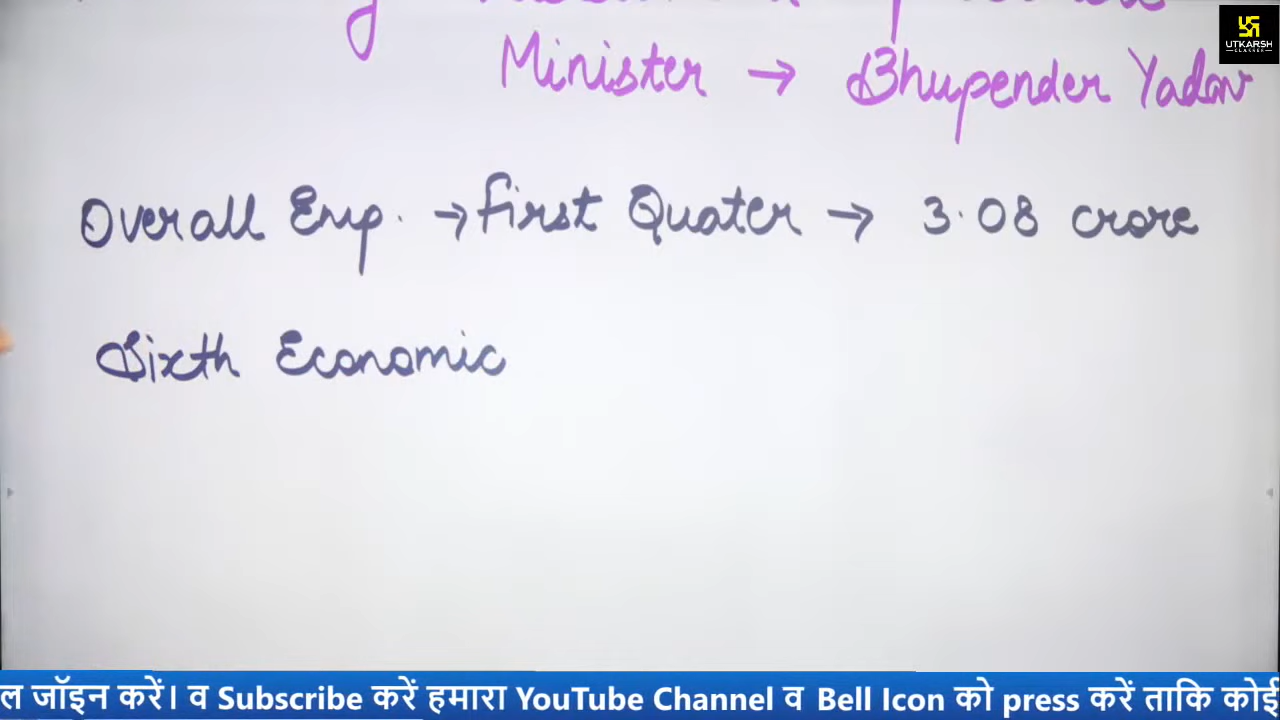 UTKARSH
CLASSES
Minister → Bhupender Yadav
Overall Emp. → First Quater → 3.08 crore
Sixth Economic
ल जॉइन करें। व Subscribe करें हमारा YouTube Channel व Bell Icon को press करें ताकि कोई